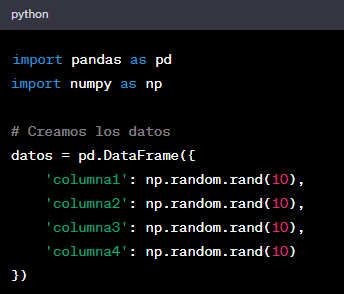 python
import pandas as pd
import numpy as np
# Creamos los datos
datos = pd.DataFrame({
    'columna1': np.random.rand(10),
    'columna2': np.random.rand(10),
    'columna3': np.random.rand(10),
    'columna4': np.random.rand(10)
})